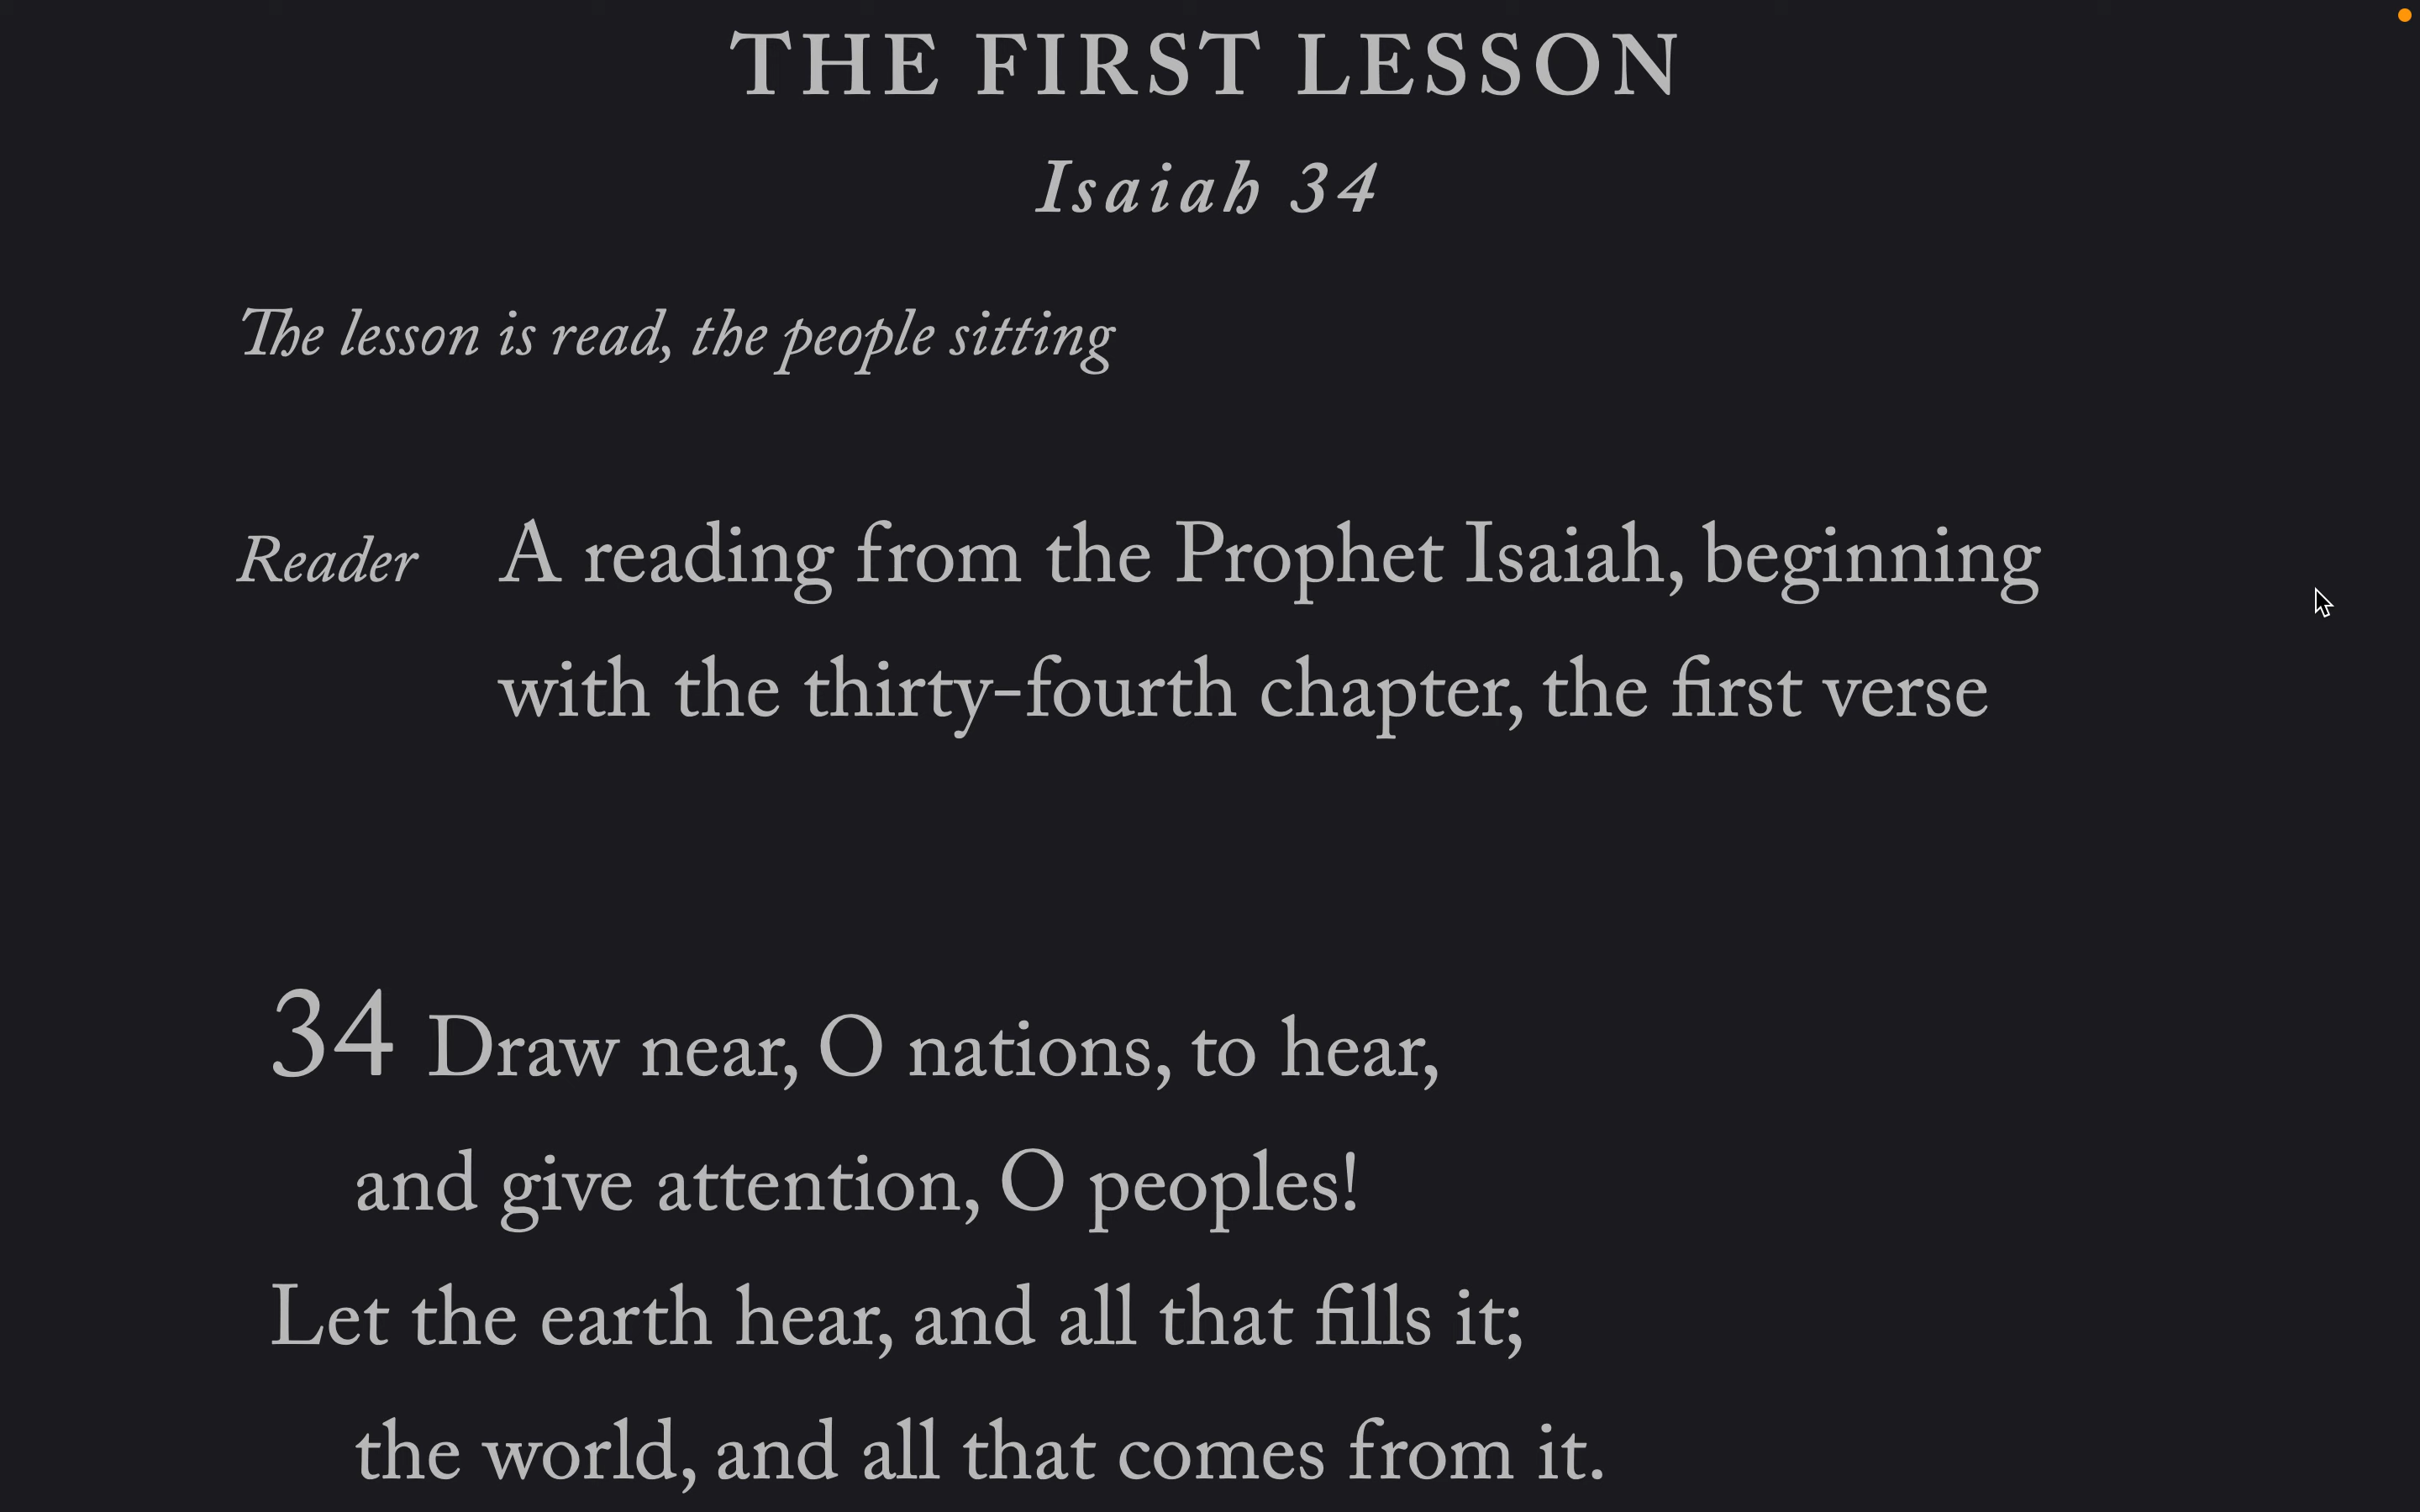 THE FIRST LESSON
Isaiah 34
The lesson is read, the people sitting
Reader A reading from the Prophet Isaiah, beginning
with the thirty-fourth chapter, the first verse
34 Draw near, O nations, to hear,
and give attention, O peoples!
Let the earth hear, and all that fills it;
the world, and all that comes from it.